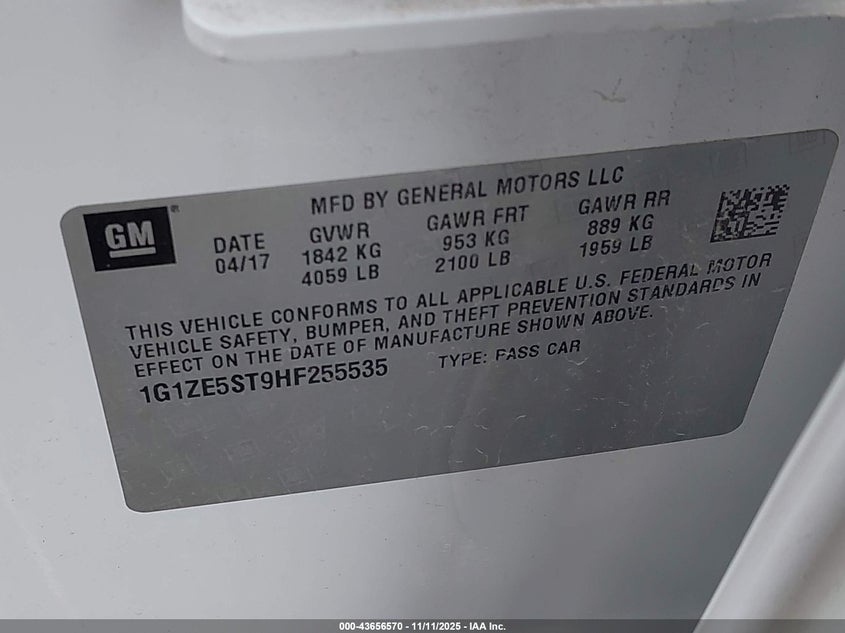 GM
MFD BY GENERAL MOTORS LLC
DATE
04/17
GVWR
1842 KG
4059 LB
GAWR FRT
953 KG
2100 LB
GAWR RR
889 KG
1959 LB
THIS VEHICLE CONFORMS TO ALL APPLICABLE U.S. FEDERAL MOTOR
VEHICLE SAFETY, BUMPER, AND THEFT PREVENTION STANDARDS IN
EFFECT ON THE DATE OF MANUFACTURE SHOWN ABOVE.
1G1ZE5ST9HF255535
TYPE: PASS CAR
000-43656570 - 11/11/2025 - IAA Inc.